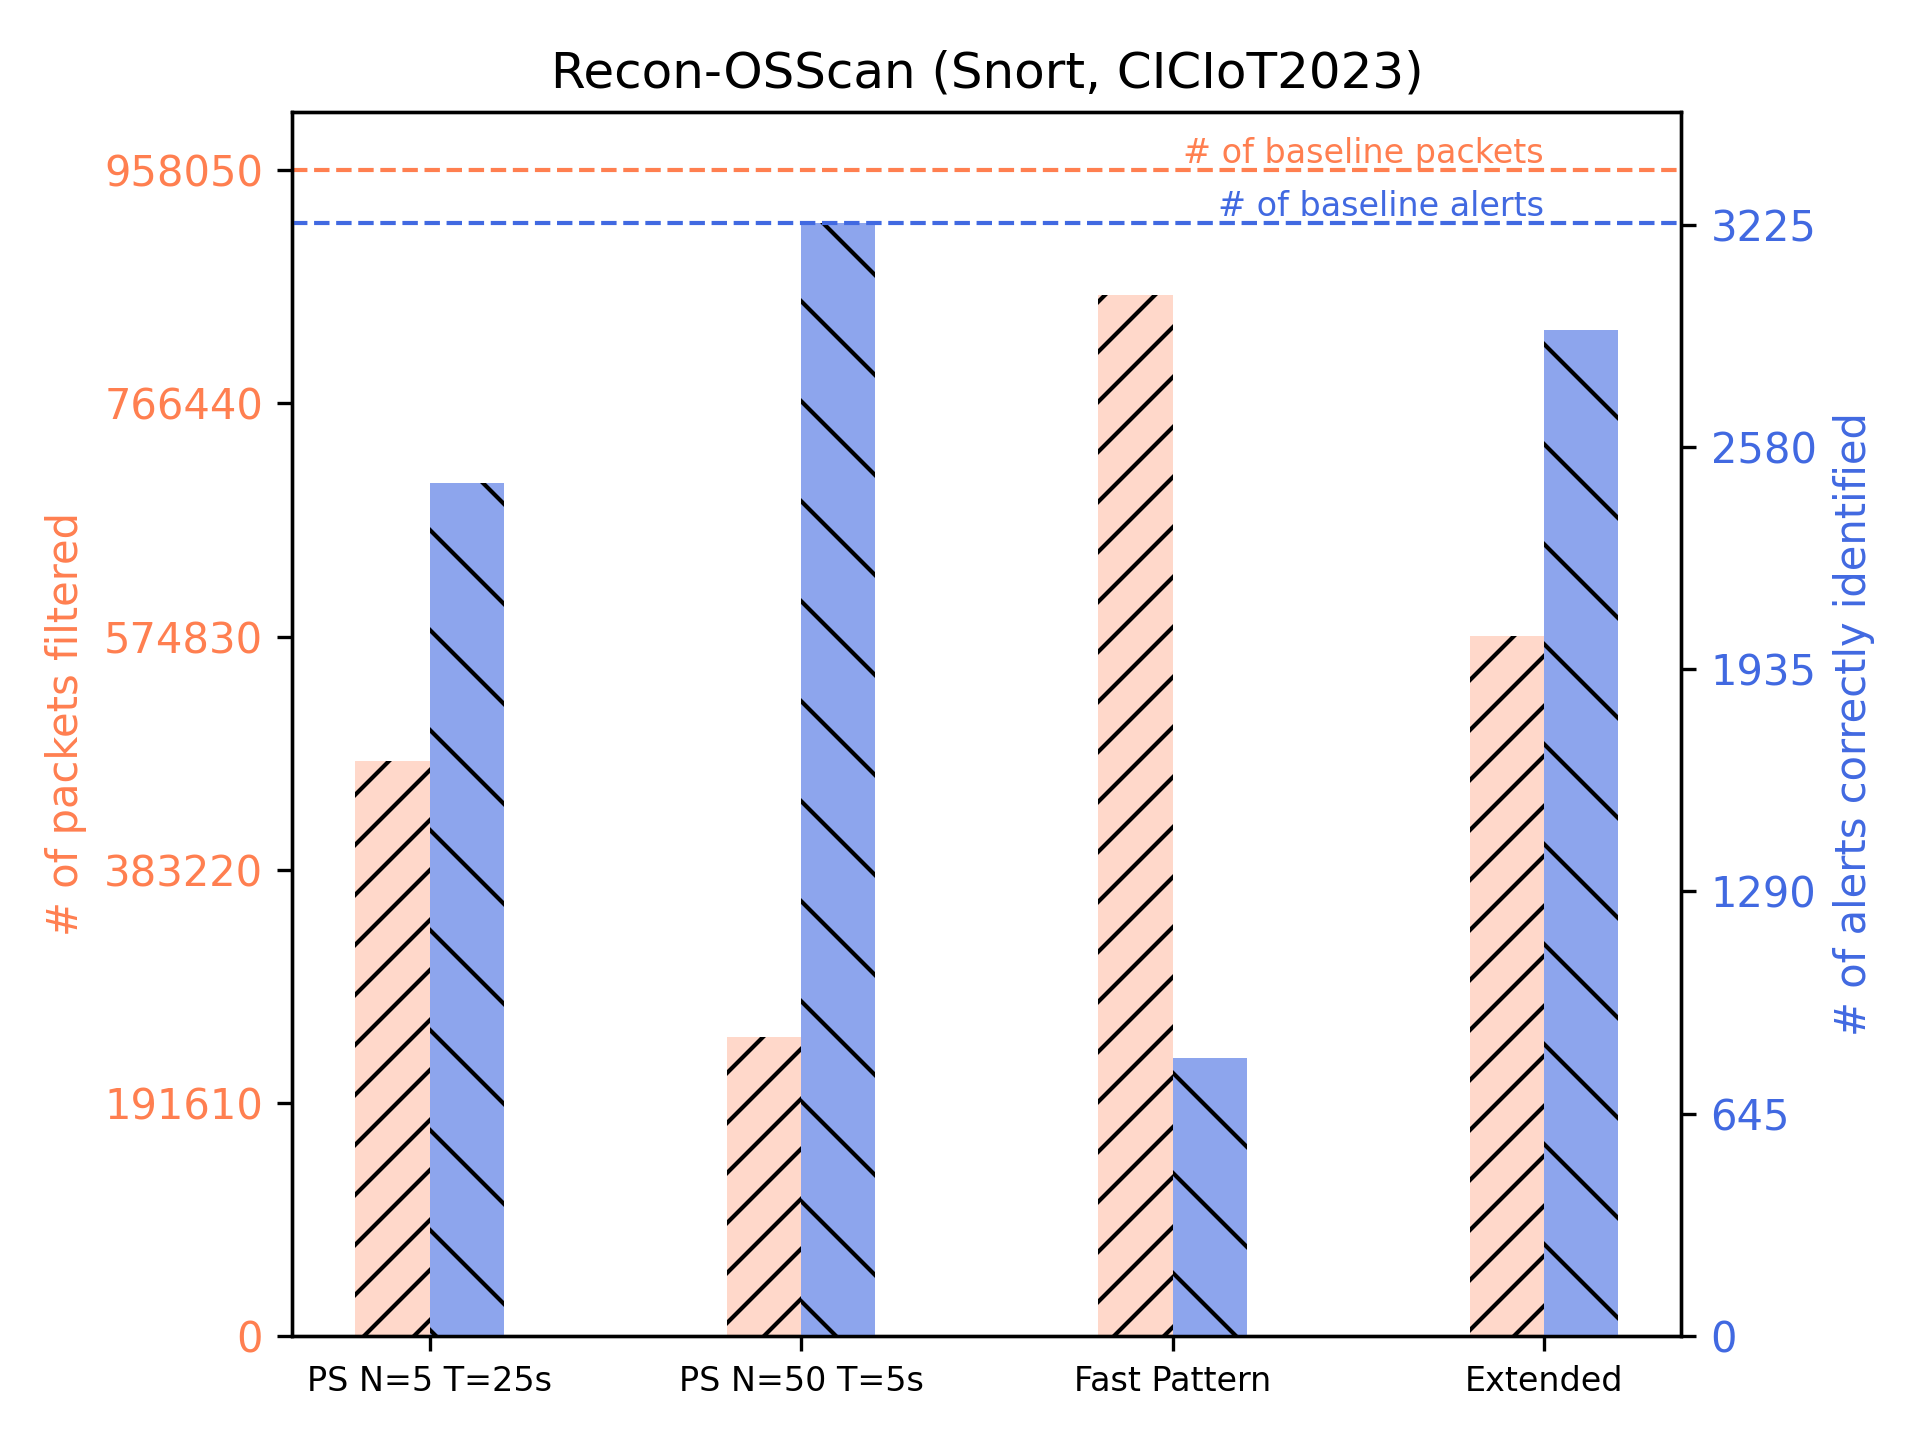 Recon-OSScan (Snort, CICIoT2023)
# of baseline packets
# of baseline alerts
# of packets filtered
958050
766440
574830
383220
191610
0
3225
2580
1935
1290
645
0
# of alerts correctly identified
PS N=5 T=25s
PS N=50 T=5s
Fast Pattern
Extended